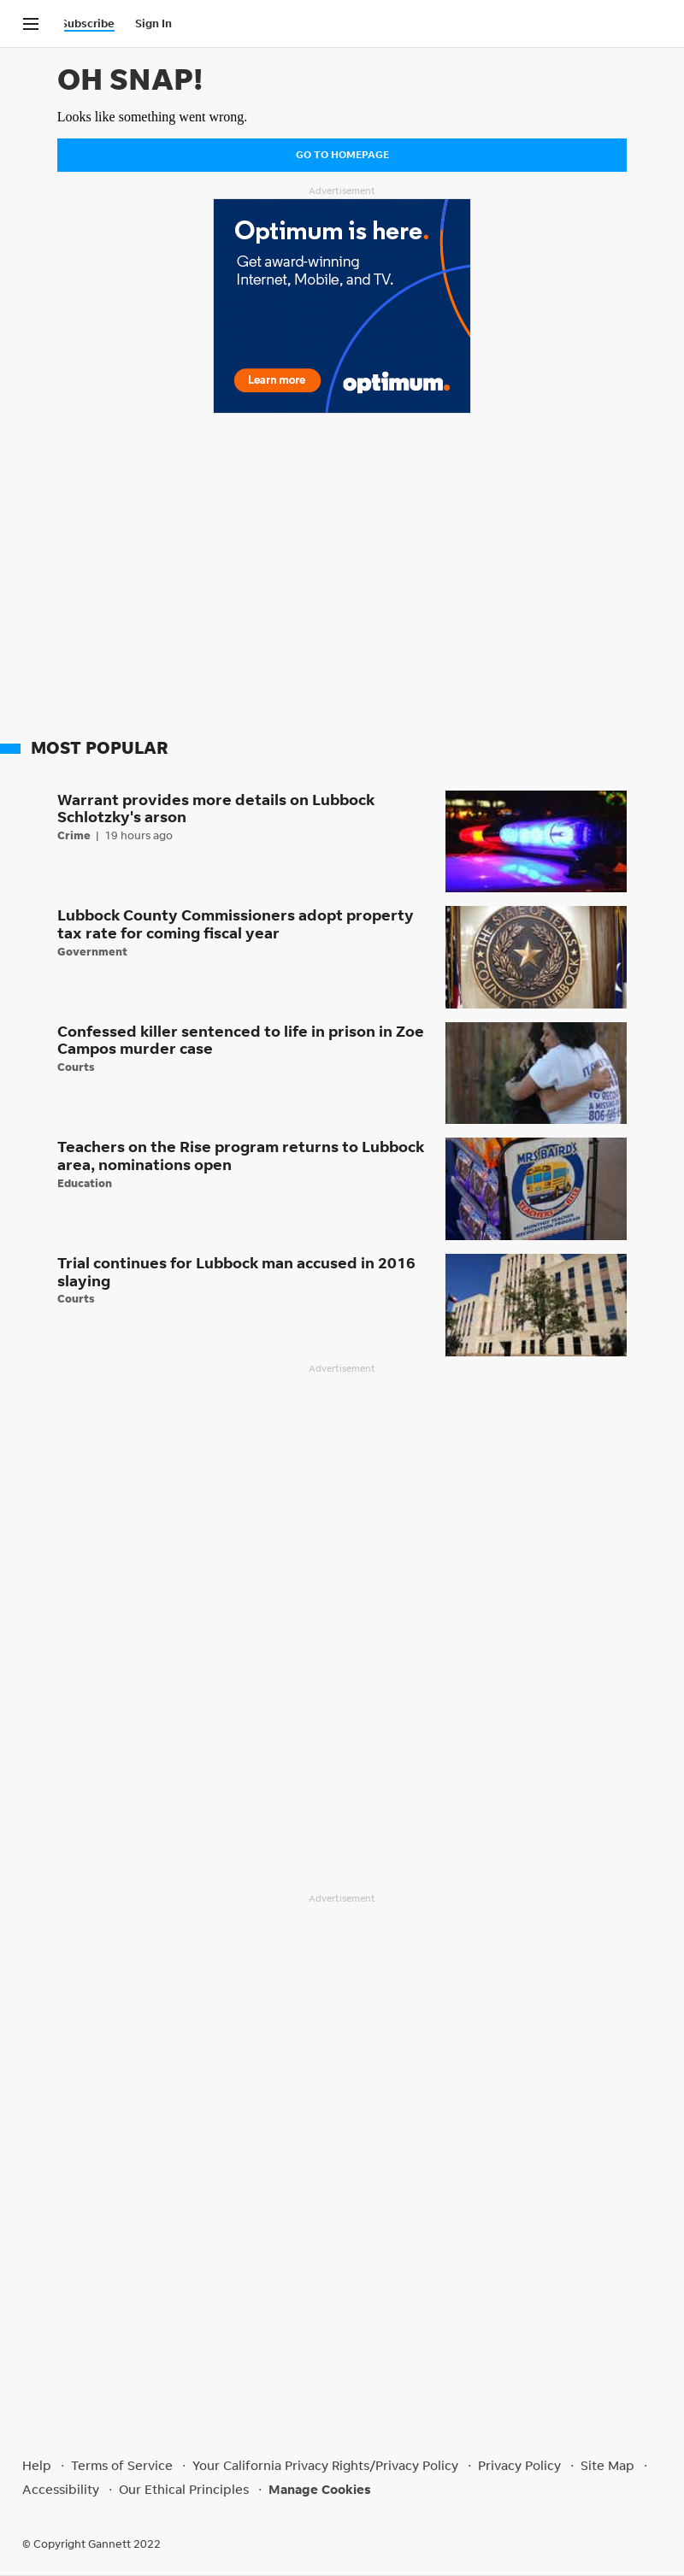 Subscribe Sign In
OH SNAP!
Looks like something went wrong.
GO TO HOMEPAGE
Advertisement
Optimum is here.
Get award-winning
Internet, Mobile, and TV.
Learn more optimum.
MOST POPULAR
Warrant provides more details on Lubbock
Schlotzky's arson
Crime | 19 hours ago
Lubbock County Commissioners adopt property
tax rate for coming fiscal year
Government
THE STATE OF TEXAS
COUNTY OF LUBBOCK
Confessed killer sentenced to life in prison in Zoe
Campos murder case
Courts
A MISSING
Teachers on the Rise program returns to Lubbock
area, nominations open
Education
MRS BAIRD'S
TEACHERS
MONTHLY TEACHER
RECOGNITION PROGRAM
Trial continues for Lubbock man accused in 2016
slaying
Courts
Advertisement
Advertisement
Help · Terms of Service · Your California Privacy Rights/Privacy Policy · Privacy Policy · Site Map ·
Accessibility · Our Ethical Principles · Manage Cookies
© Copyright Gannett 2022